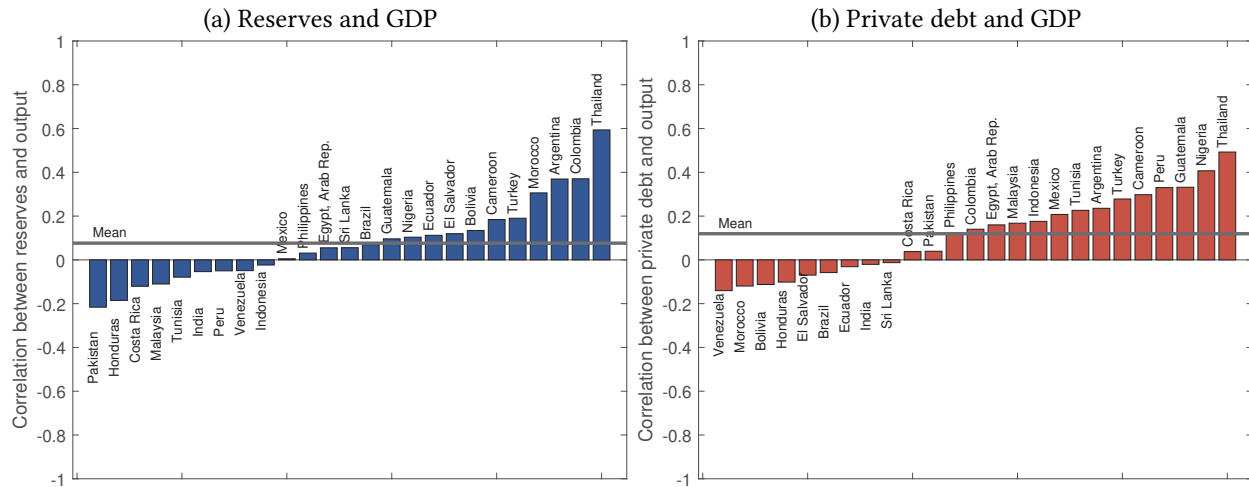 (a) Reserves and GDP
Correlation between reserves and output
1
0.8
0.6
0.4
0.2
0
-0.2
-0.4
-0.6
-0.8
-1
Mean
Pakistan
Honduras
Costa Rica
Malaysia
Tunisia
India
Peru
Venezuela
Indonesia
Mexico
Philippines
Egypt, Arab Rep.
Sri Lanka
Brazil
Guatemala
Nigeria
Ecuador
El Salvador
Bolivia
Cameroon
Turkey
Morocco
Argentina
Colombia
Thailand
(b) Private debt and GDP
Correlation between private debt and output
1
0.8
0.6
0.4
0.2
0
-0.2
-0.4
-0.6
-0.8
-1
Mean
Venezuela
Morocco
Bolivia
Honduras
El Salvador
Brazil
Ecuador
India
Sri Lanka
Costa Rica
Pakistan
Philippines
Colombia
Egypt, Arab Rep.
Malaysia
Indonesia
Mexico
Tunisia
Argentina
Turkey
Cameroon
Peru
Guatemala
Nigeria
Thailand